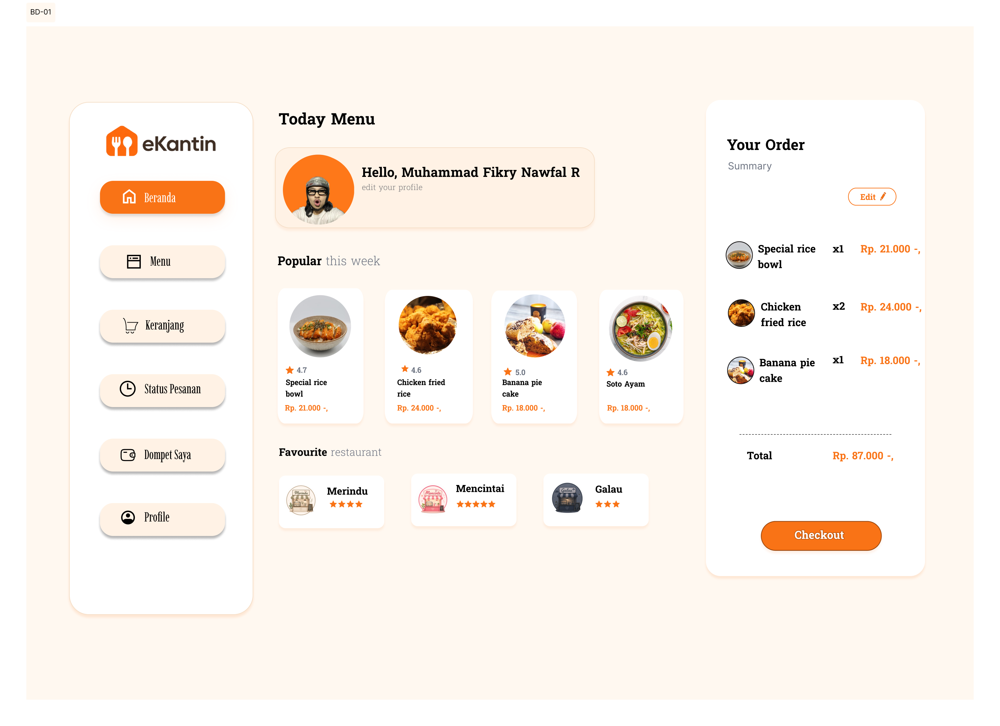 BD-01
eKantin
Beranda
Menu
Keranjang
Status Pesanan
Dompet Saya
Profile
Today Menu
Hello, Muhammad Fikry Nawfal R
edit your profile
Popular this week
4.7
Special rice
bowl
Rp. 21.000 -,
4.6
Chicken fried
rice
Rp. 24.000 -,
5.0
Banana pie
cake
Rp. 18.000 -,
4.6
Soto Ayam
Rp. 18.000 -,
Favourite restaurant
Merindu
Merindu
Mencinta
Mencintai
Galau
Galau
Your Order
Summary
Edit
Special rice x1 Rp. 21.000 -,
bowl
Chicken x2 Rp. 24.000 -,
fried rice
Banana pie x1 Rp. 18.000 -,
cake
Total Rp. 87.000 -,
Checkout